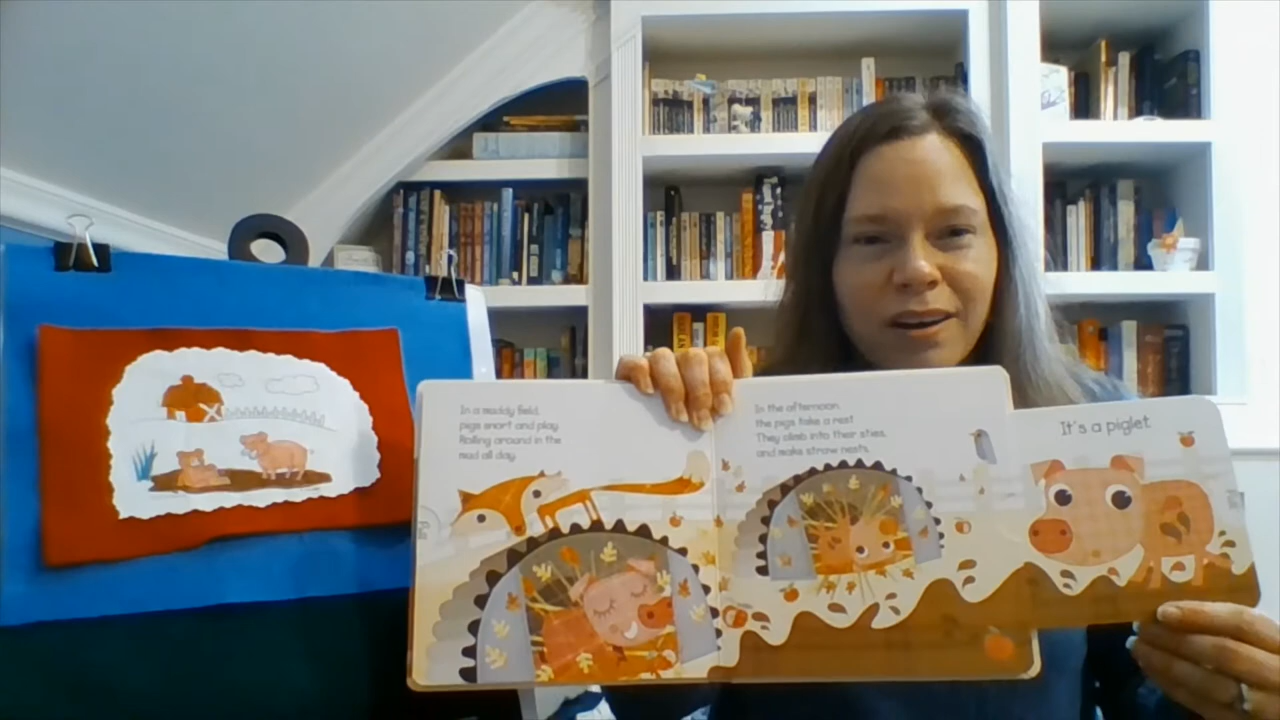 In a muddy field,
pigs snort and play.
Rolling around in the
mud all day.
In the afternoon,
the pigs take a rest.
They climb into their sties,
and make straw nests.
It's a piglet.